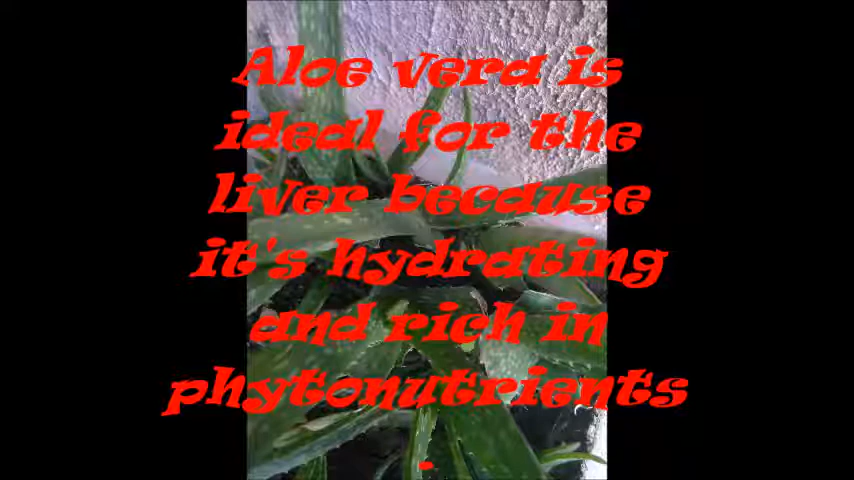 Aloe vera is
ideal for the
liver because
it's hydrating
and rich in
phytonutrients
-